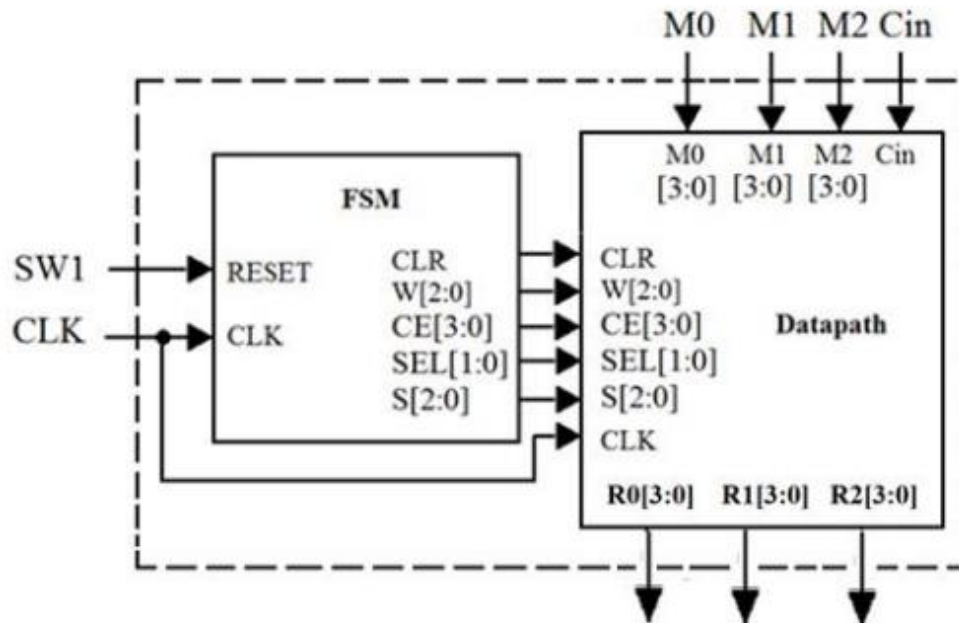 M0 M1 M2 Cin
M0 M1 M2 Cin
[3:0] [3:0] [3:0]
FSM
SW1
RESET
CLK
CLK
CLR
W[2:0]
CE[3:0]
SEL[1:0]
S[2:0]
CLR
W[2:0]
CE[3:0]
SEL[1:0]
S[2:0]
CLK
Datapath
R0[3:0] R1[3:0] R2[3:0]